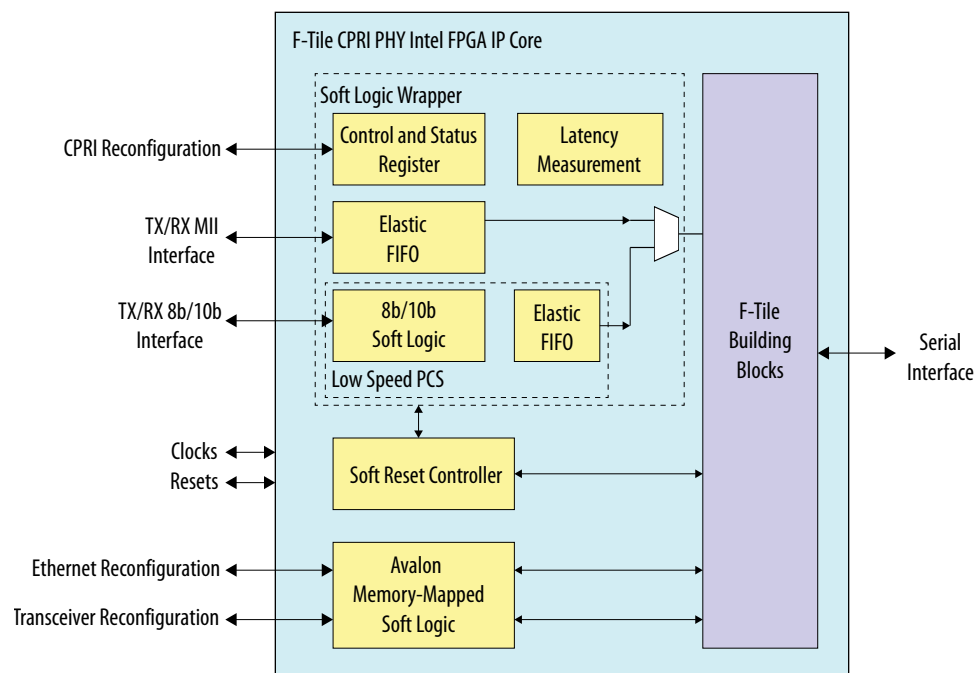 F-Tile CPRI PHY Intel FPGA IP Core
Soft Logic Wrapper
CPRI Reconfiguration
Control and Status
Register
Latency
Measurement
TX/RX MII
Interface
Elastic
FIFO
TX/RX 8b/10b
Interface
8b/10b
Soft Logic
Elastic
FIFO
Low Speed PCS
F-Tile
Building
Blocks
Serial
Interface
Clocks
Resets
Soft Reset Controller
Ethernet Reconfiguration
Transceiver Reconfiguration
Avalon
Memory-Mapped
Soft Logic